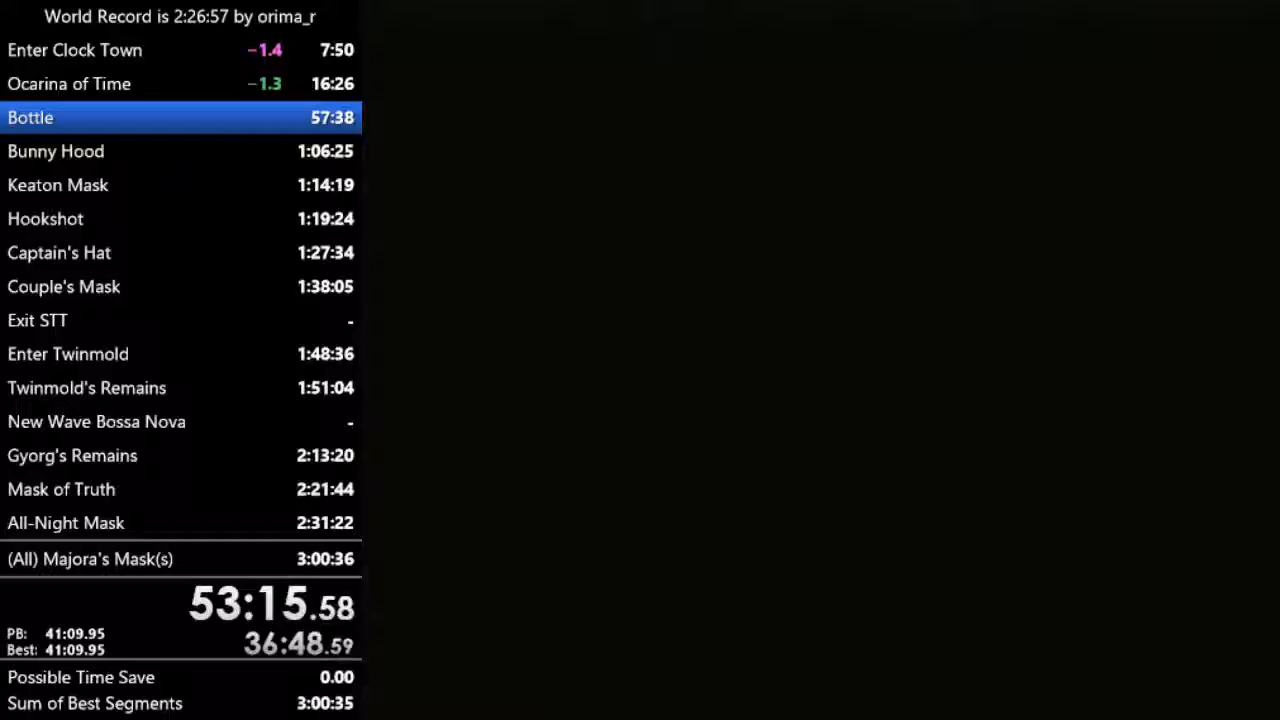 World Record is 2:26:57 by orima_r
Enter Clock Town −1.4 7:50
Ocarina of Time −1.3 16:26
Bottle 57:38
Bunny Hood 1:06:25
Keaton Mask 1:14:19
Hookshot 1:19:24
Captain's Hat 1:27:34
Couple's Mask 1:38:05
Exit STT -
Enter Twinmold 1:48:36
Twinmold's Remains 1:51:04
New Wave Bossa Nova -
Gyorg's Remains 2:13:20
Mask of Truth 2:21:44
All-Night Mask 2:31:22
(All) Majora's Mask(s) 3:00:36
53:15.58
PB: 41:09.95
Best: 41:09.95
36:48.59
Possible Time Save 0.00
Sum of Best Segments 3:00:35